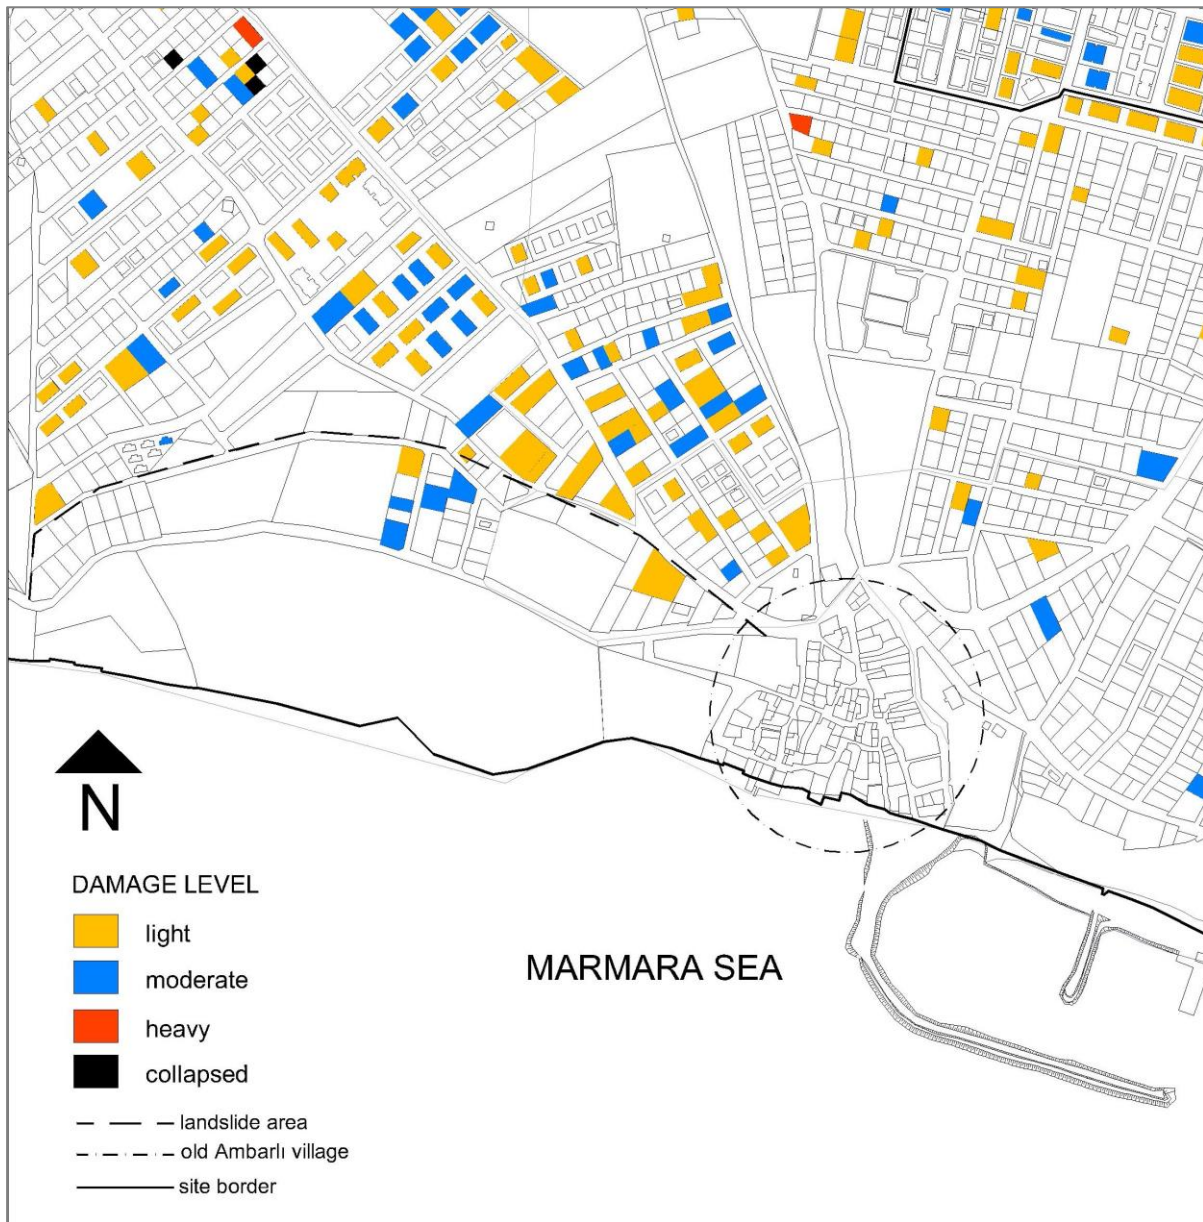 N
DAMAGE LEVEL
light
moderate
heavy
collapsed
landslide area
old Ambarlı village
site border
MARMARA SEA